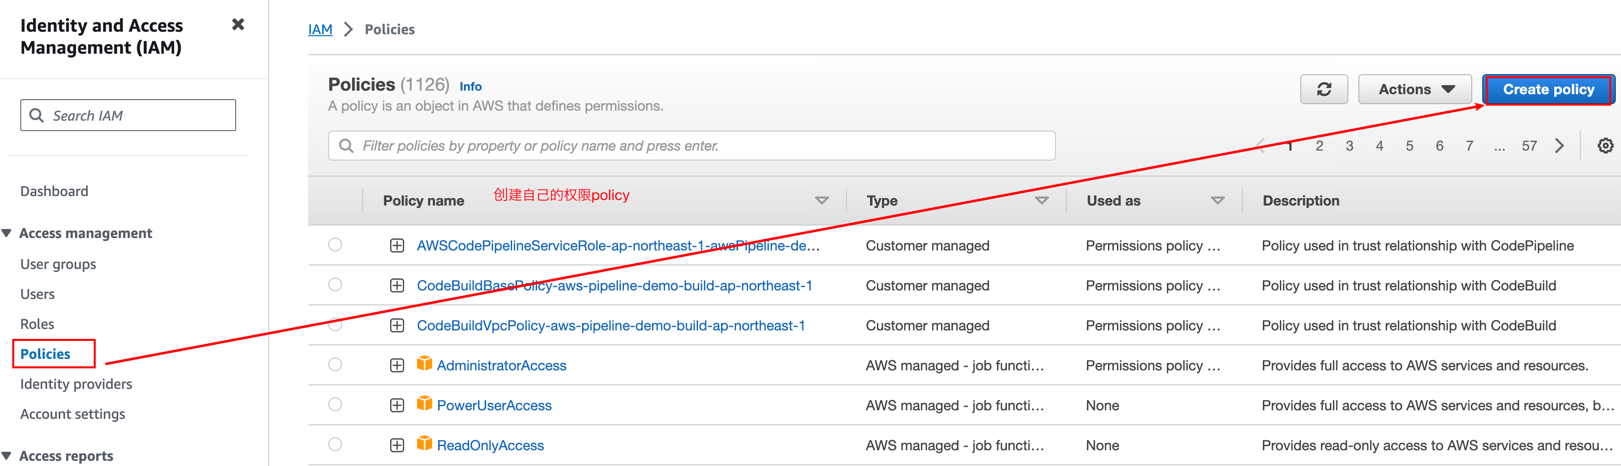 Identity and Access
Management (IAM)
Search IAM
Dashboard
Access management
User groups
Users
Roles
Policies
Identity providers
Account settings
Access reports
IAM > Policies
Policies (1126) Info
A policy is an object in AWS that defines permissions.
Actions
Create policy
Filter policies by property or policy name and press enter.
1 2 3 4 5 6 7 ... 57
Policy name 创建自己的权限policy Type Used as Description
AWSCodePipelineServiceRole-ap-northeast-1-awsPipeline-de... Customer managed Permissions policy ... Policy used in trust relationship with CodePipeline
CodeBuildBasePolicy-aws-pipeline-demo-build-ap-northeast-1 Customer managed Permissions policy ... Policy used in trust relationship with CodeBuild
CodeBuildVpcPolicy-aws-pipeline-demo-build-ap-northeast-1 Customer managed Permissions policy ... Policy used in trust relationship with CodeBuild
AdministratorAccess AWS managed - job functi... Permissions policy ... Provides full access to AWS services and resources.
PowerUserAccess AWS managed - job functi... None Provides full access to AWS services and resources, b...
ReadOnlyAccess AWS managed - job functi... None Provides read-only access to AWS services and resou...